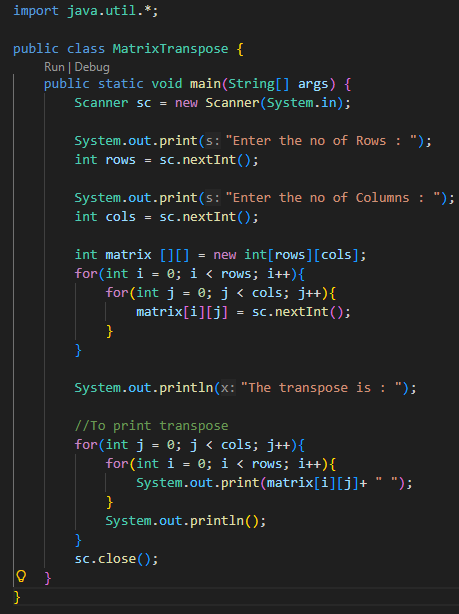 import java.util.*;

public class MatrixTranspose {
    Run | Debug
    public static void main(String[] args) {
        Scanner sc = new Scanner(System.in);

        System.out.print(s: "Enter the no of Rows : ");
        int rows = sc.nextInt();

        System.out.print(s: "Enter the no of Columns : ");
        int cols = sc.nextInt();

        int matrix [][] = new int[rows][cols];
        for(int i = 0; i < rows; i++){
            for(int j = 0; j < cols; j++){
                matrix[i][j] = sc.nextInt();
            }
        }

        System.out.println(x: "The transpose is : ");

        //To print transpose
        for(int j = 0; j < cols; j++){
            for(int i = 0; i < rows; i++){
                System.out.print(matrix[i][j]+ " ");
            }
            System.out.println();
        }
        sc.close();
    }
}